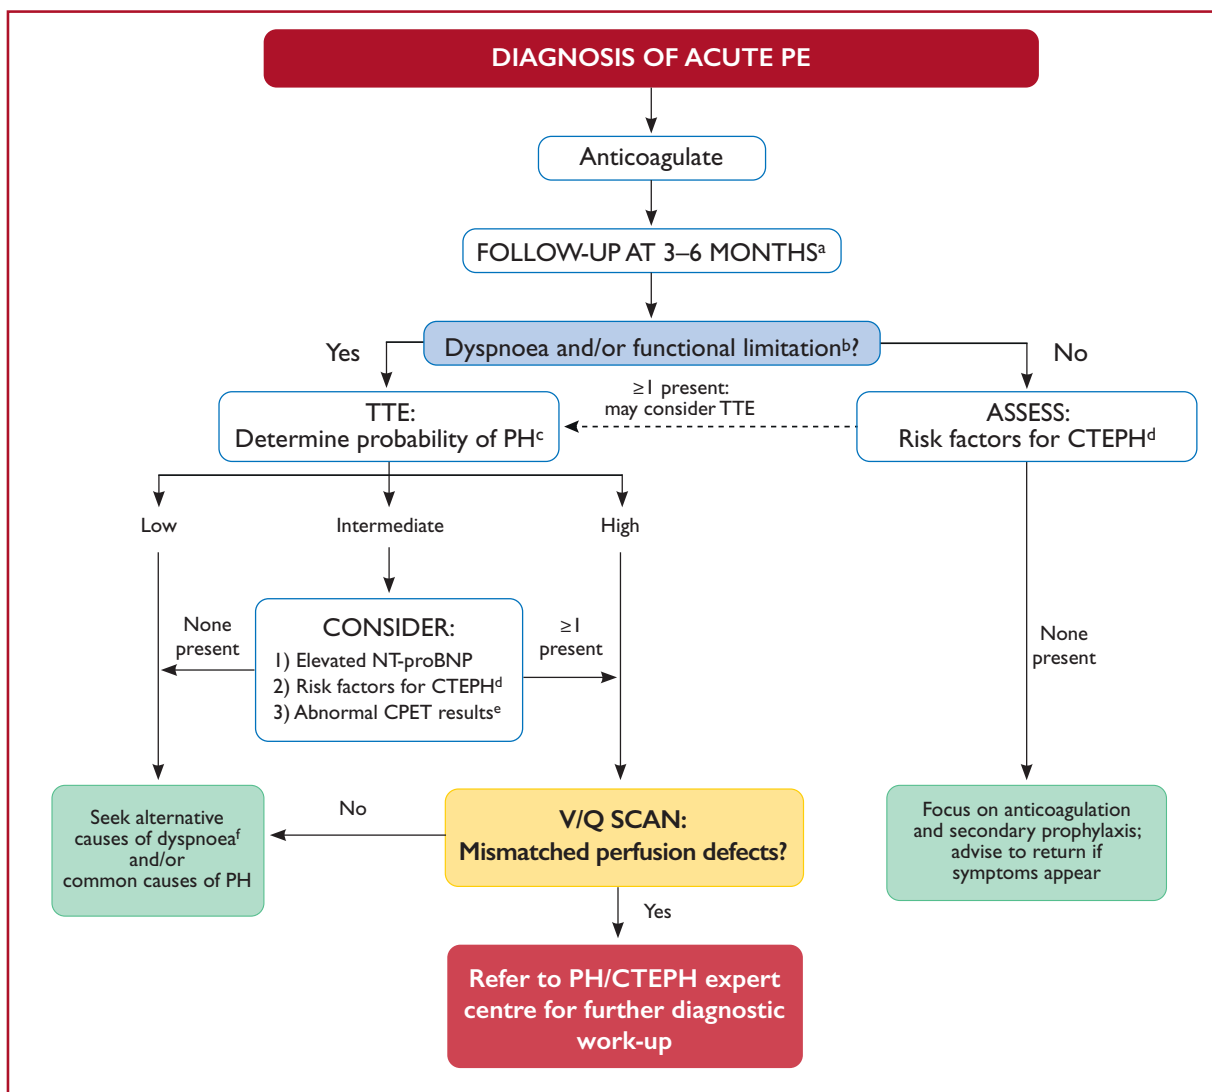 DIAGNOSIS OF ACUTE PE
Anticoagulate
FOLLOW-UP AT 3–6 MONTHSᵃ
Dyspnoea and/or functional limitationᵇ?
Yes
No
≥1 present:
may consider TTE
TTE:
Determine probability of PHᶜ
ASSESS:
Risk factors for CTEPHᵈ
Low
Intermediate
High
None
present
CONSIDER:
1) Elevated NT-proBNP
2) Risk factors for CTEPHᵈ
3) Abnormal CPET resultsᵉ
≥1
present
None
present
Seek alternative
causes of dyspnoeaᶠ
and/or
common causes of PH
No
V/Q SCAN:
Mismatched perfusion defects?
Focus on anticoagulation
and secondary prophylaxis;
advise to return if
symptoms appear
Yes
Refer to PH/CTEPH expert
centre for further diagnostic
work-up